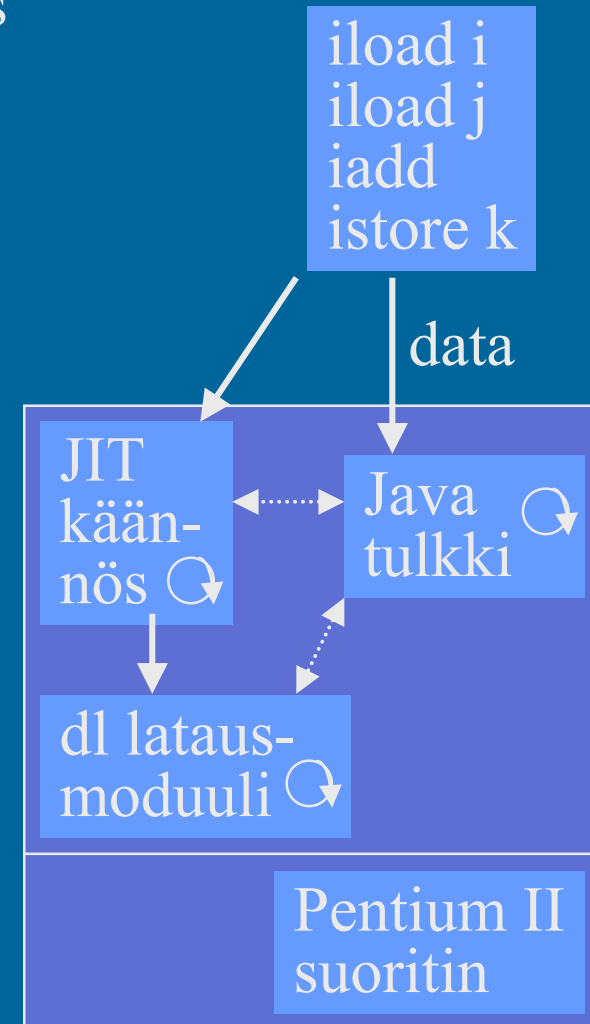 s
iload i
iload j
iadd
istore k
data
JIT
kään-
nös
Java
tulkki
dl lataus-
moduuli
Pentium II
suoritin